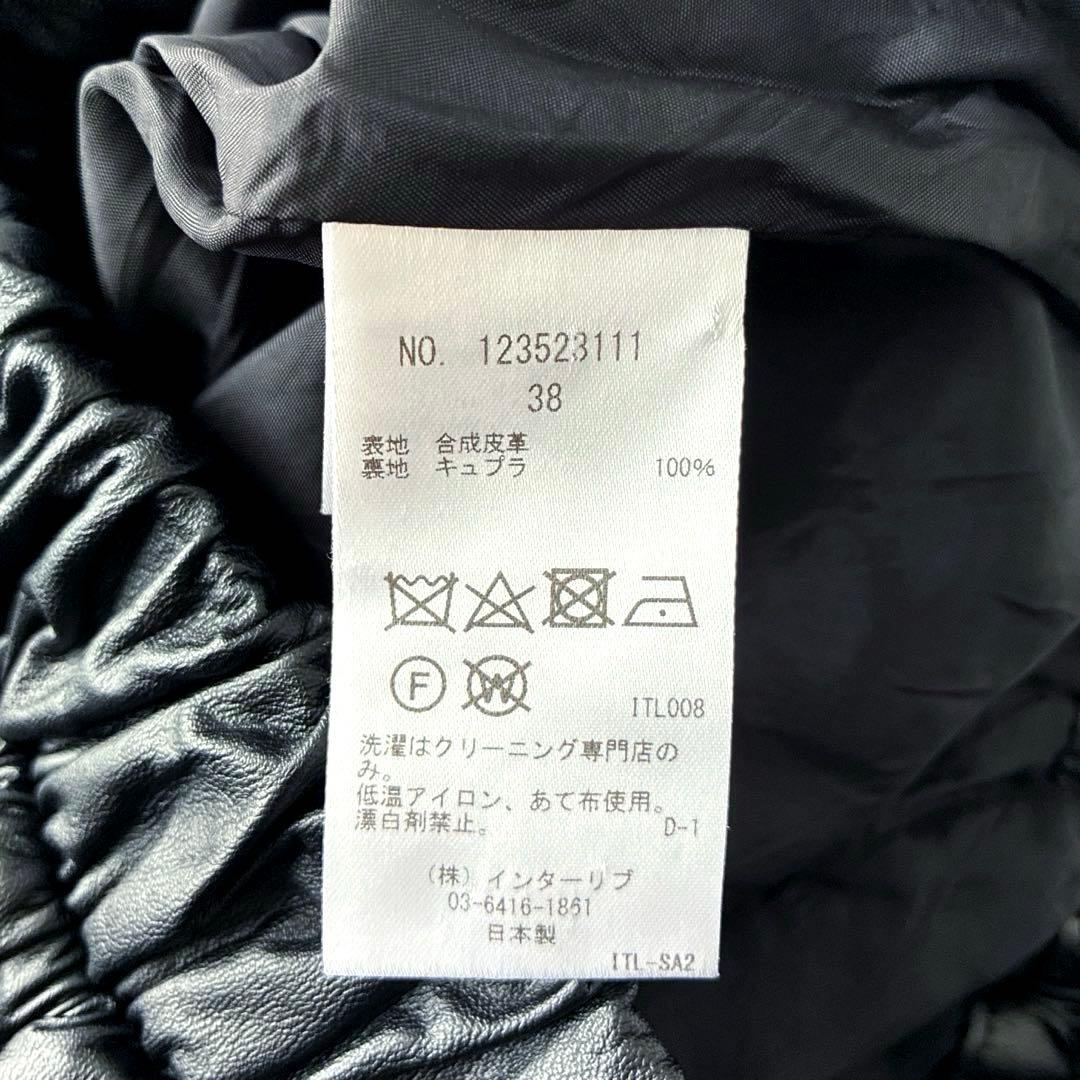 NO. 123523111
38
表地 合成皮革
裏地 キュプラ 100%
F W
ITL008
洗濯はクリーニング専門店の
み。
低温アイロン、あて布使用。
漂白剤禁止。 D-1
(株)インターリブ
03-6416-1861
日本製
ITL-SA2